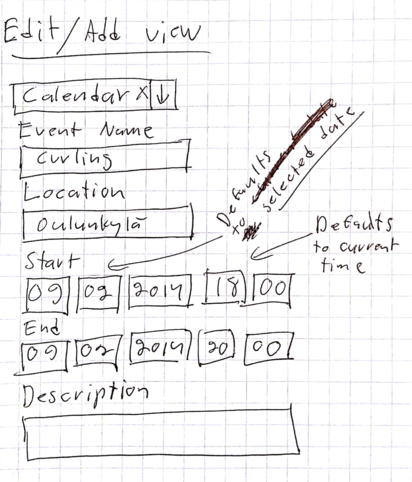 Edit/Add view
Calendar X ↓
Event Name
Curling
Location
Oulunkylä
Defaults
to selected date
Start
Defaults
to current
time
09 02 2014 18 00
End
09 02 2014 20 00
Description